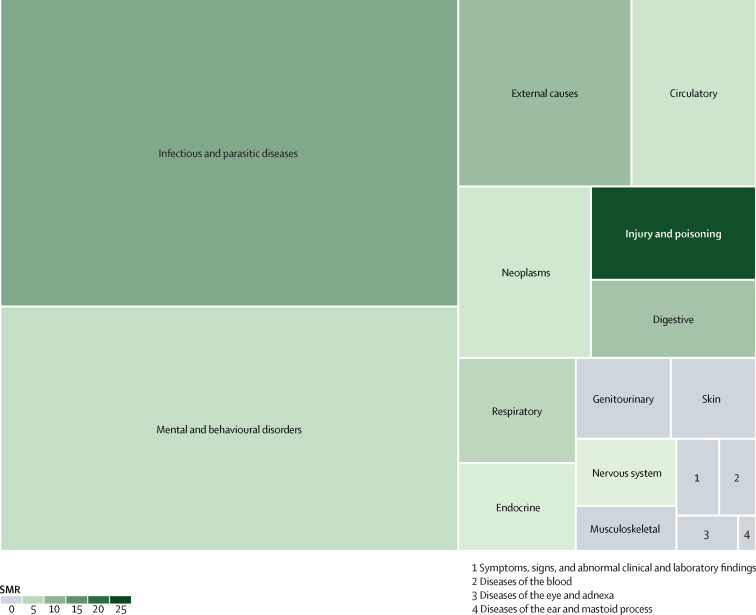 External causes
Circulatory
Infectious and parasitic diseases
Injury and poisoning
Neoplasms
Digestive
Genitourinary
Skin
Respiratory
Mental and behavioural disorders
Nervous system
1
2
Endocrine
Musculoskeletal
3
4
1 Symptoms, signs, and abnormal clinical and laboratory findings
2 Diseases of the blood
3 Diseases of the eye and adnexa
4 Diseases of the ear and mastoid process
SMR
0 5 10 15 20 25